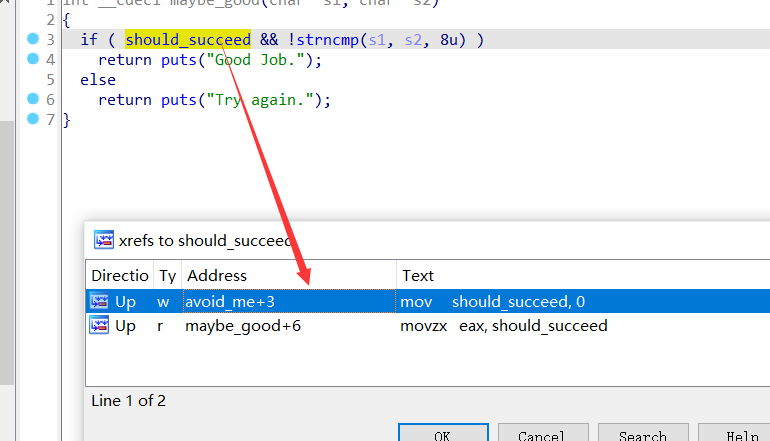 1 int __cdecl maybe_good(char *s1, char *s2)
2 {
3 if ( should_succeed && !strncmp(s1, s2, 8u) )
4 return puts("Good Job.");
5 else
6 return puts("Try again.");
7 }
xrefs to should_succeed
Directio Ty Address Text
Up w avoid_me+3 mov should_succeed, 0
Up r maybe_good+6 movzx eax, should_succeed
Line 1 of 2
OK Cancel Search Help